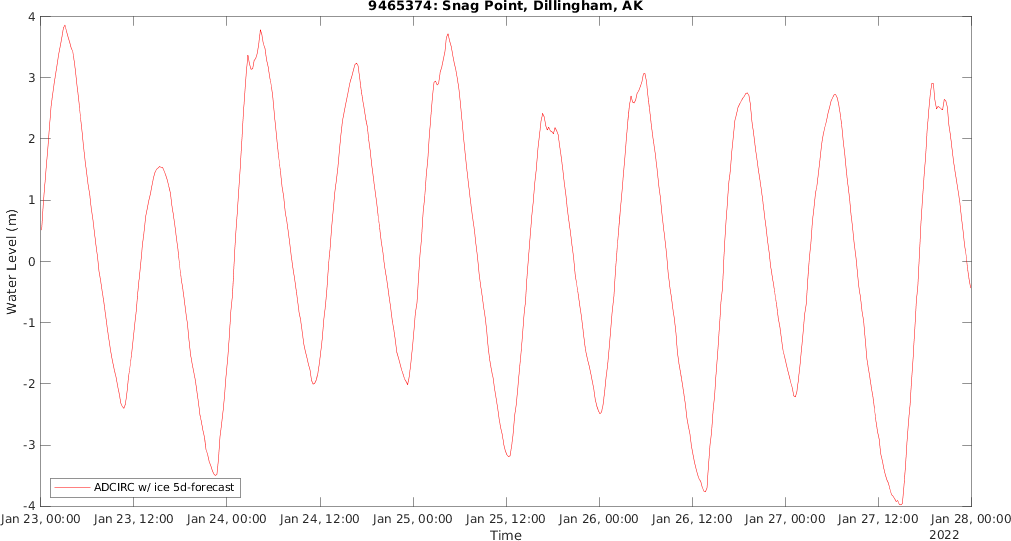 9465374: Snag Point, Dillingham, AK
4
3
2
1
0
-1
-2
-3
-4
Water Level (m)
ADCIRC w/ ice 5d-forecast
Jan 23, 00:00 Jan 23, 12:00 Jan 24, 00:00 Jan 24, 12:00 Jan 25, 00:00 Jan 25, 12:00 Jan 26, 00:00 Jan 26, 12:00 Jan 27, 00:00 Jan 27, 12:00 Jan 28, 00:00
Time
2022